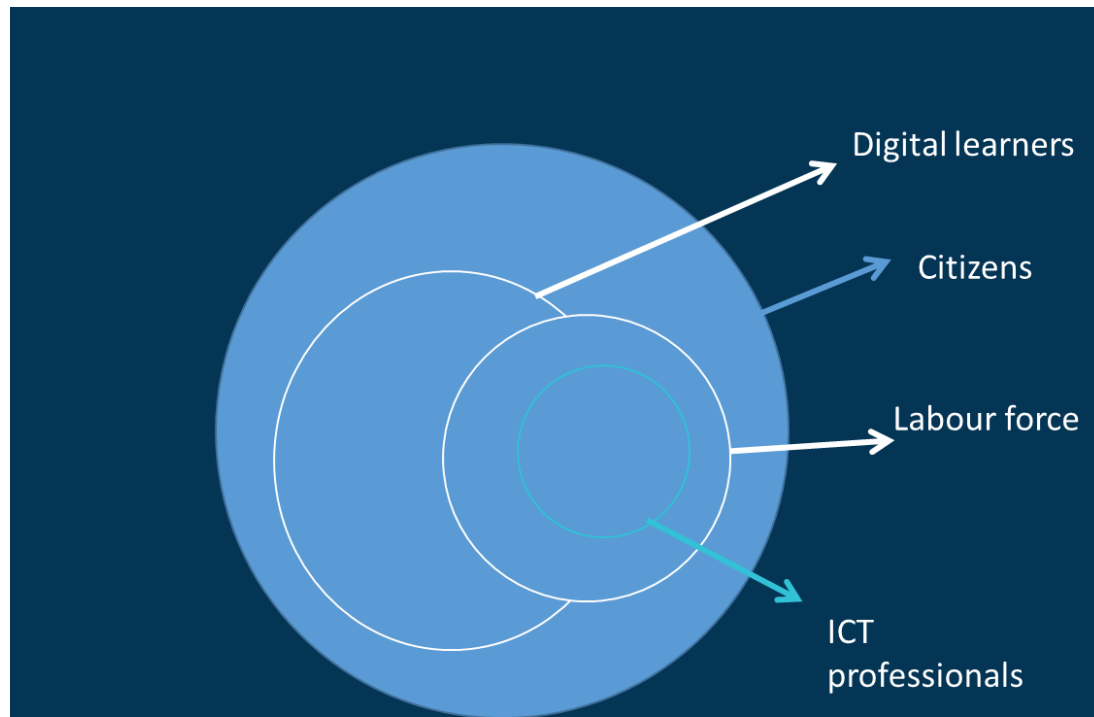 Digital learners
Citizens
Labour force
ICT
professionals